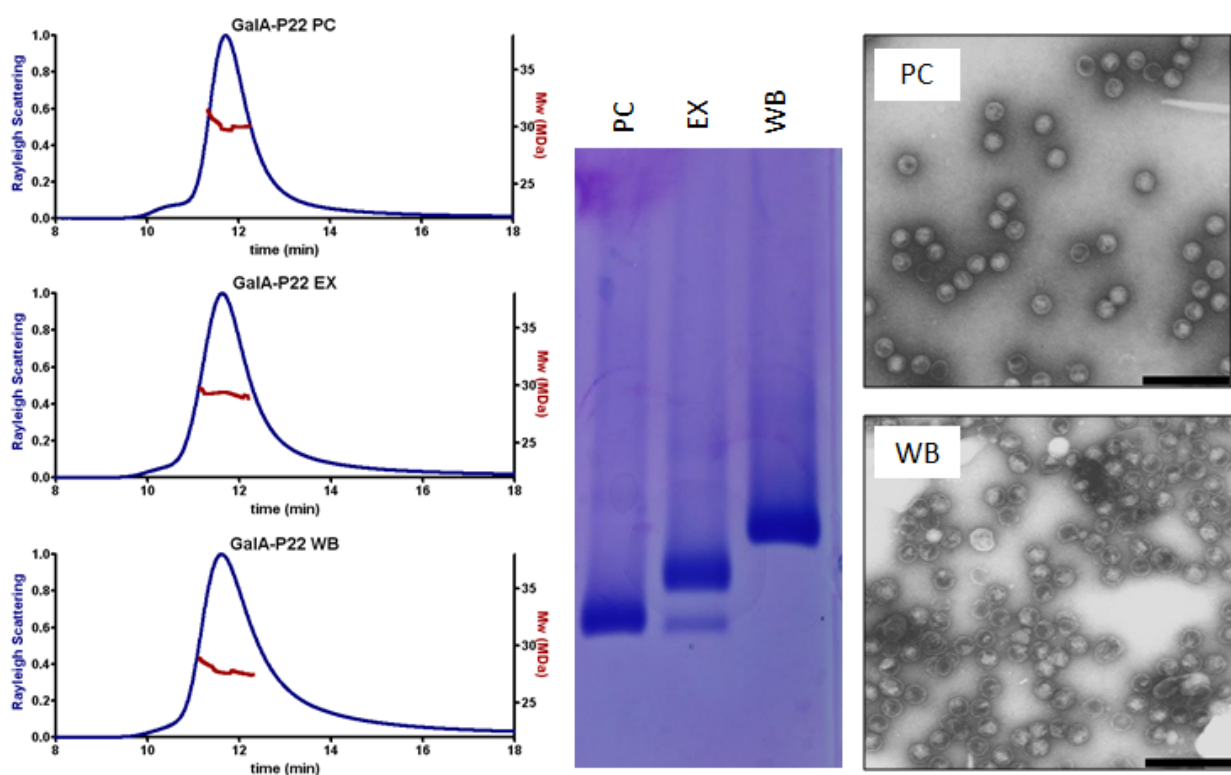 GalA-P22 PC
Rayleigh Scattering
1.0
0.8
0.6
0.4
0.2
0.0
35
30
25
Mw (MDa)
8 10 12 14 16 18
time (min)
GalA-P22 EX
Rayleigh Scattering
1.0
0.8
0.6
0.4
0.2
0.0
35
30
25
Mw (MDa)
8 10 12 14 16 18
time (min)
GalA-P22 WB
Rayleigh Scattering
1.0
0.8
0.6
0.4
0.2
0.0
35
30
25
Mw (MDa)
8 10 12 14 16 18
time (min)
PC EX WB
PC
WB